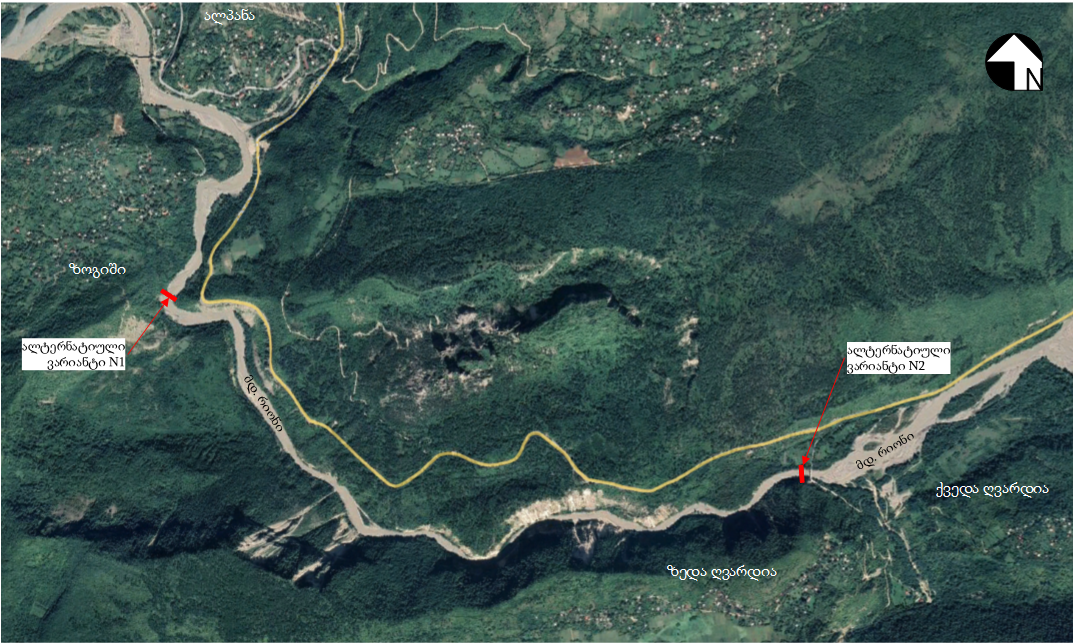 ალპანა
N
ზოგიში
ალტერნატიული
ვარიანტი N1
ალტერნატიული
ვარიანტი N2
მდ. რიონი
მდ. რიონი
ქვედა ღვარდია
ზედა ღვარდია